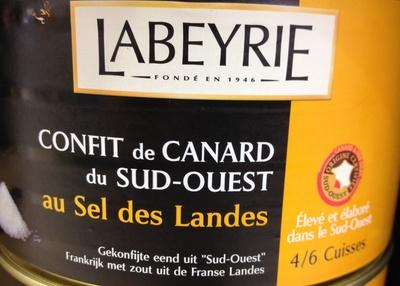 LABEYRIE
FONDÉ EN 1946
CONFIT de CANARD
du SUD-OUEST
au Sel des Landes
Élevé et élaboré
dans le Sud-Ouest
4/6 Cuisses
Gekonfijte eend uit "Sud-Ouest"
Frankrijk met zout uit de Franse Landes